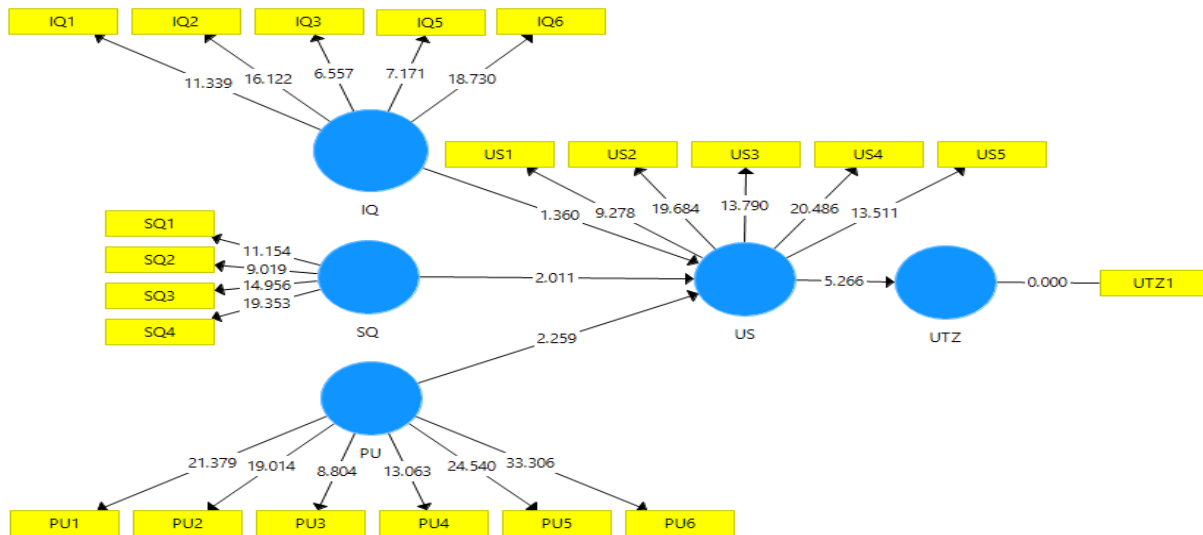 IQ1 IQ2 IQ3 IQ5 IQ6
11.339 16.122 6.557 7.171 18.730
IQ
US1 US2 US3 US4 US5
1.360 9.278 19.684 13.790 20.486 13.511
SQ1
SQ2
SQ3
SQ4
11.154
9.019
14.956
19.353
SQ
2.011
US
5.266
UTZ
0.000
UTZ1
2.259
PU
21.379 19.014 8.804 13.063 24.540 33.306
PU1 PU2 PU3 PU4 PU5 PU6